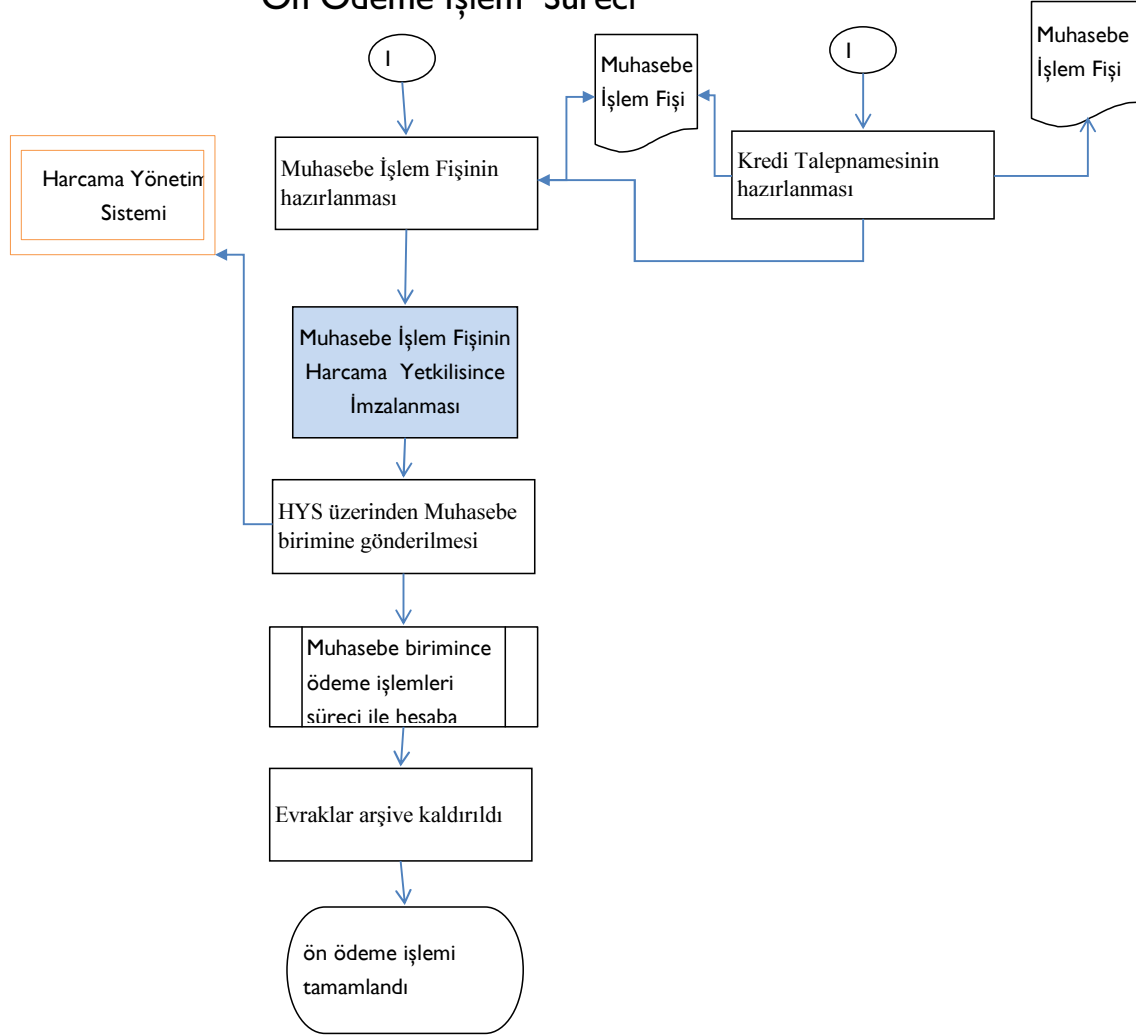 Ön Ödeme İşlem Süreci
I
Muhasebe
İşlem Fişi
I
Muhasebe
İşlem Fişi
Muhasebe İşlem Fişinin
hazırlanması
Kredi Talepnamesinin
hazırlanması
Harcama Yönetim
Sistemi
Muhasebe İşlem Fişinin
Harcama Yetkilisince
İmzalanması
HYS üzerinden Muhasebe
birimine gönderilmesi
Muhasebe birimince
ödeme işlemleri
süreci ile hesaba
Evraklar arşive kaldırıldı
ön ödeme işlemi
tamamlandı